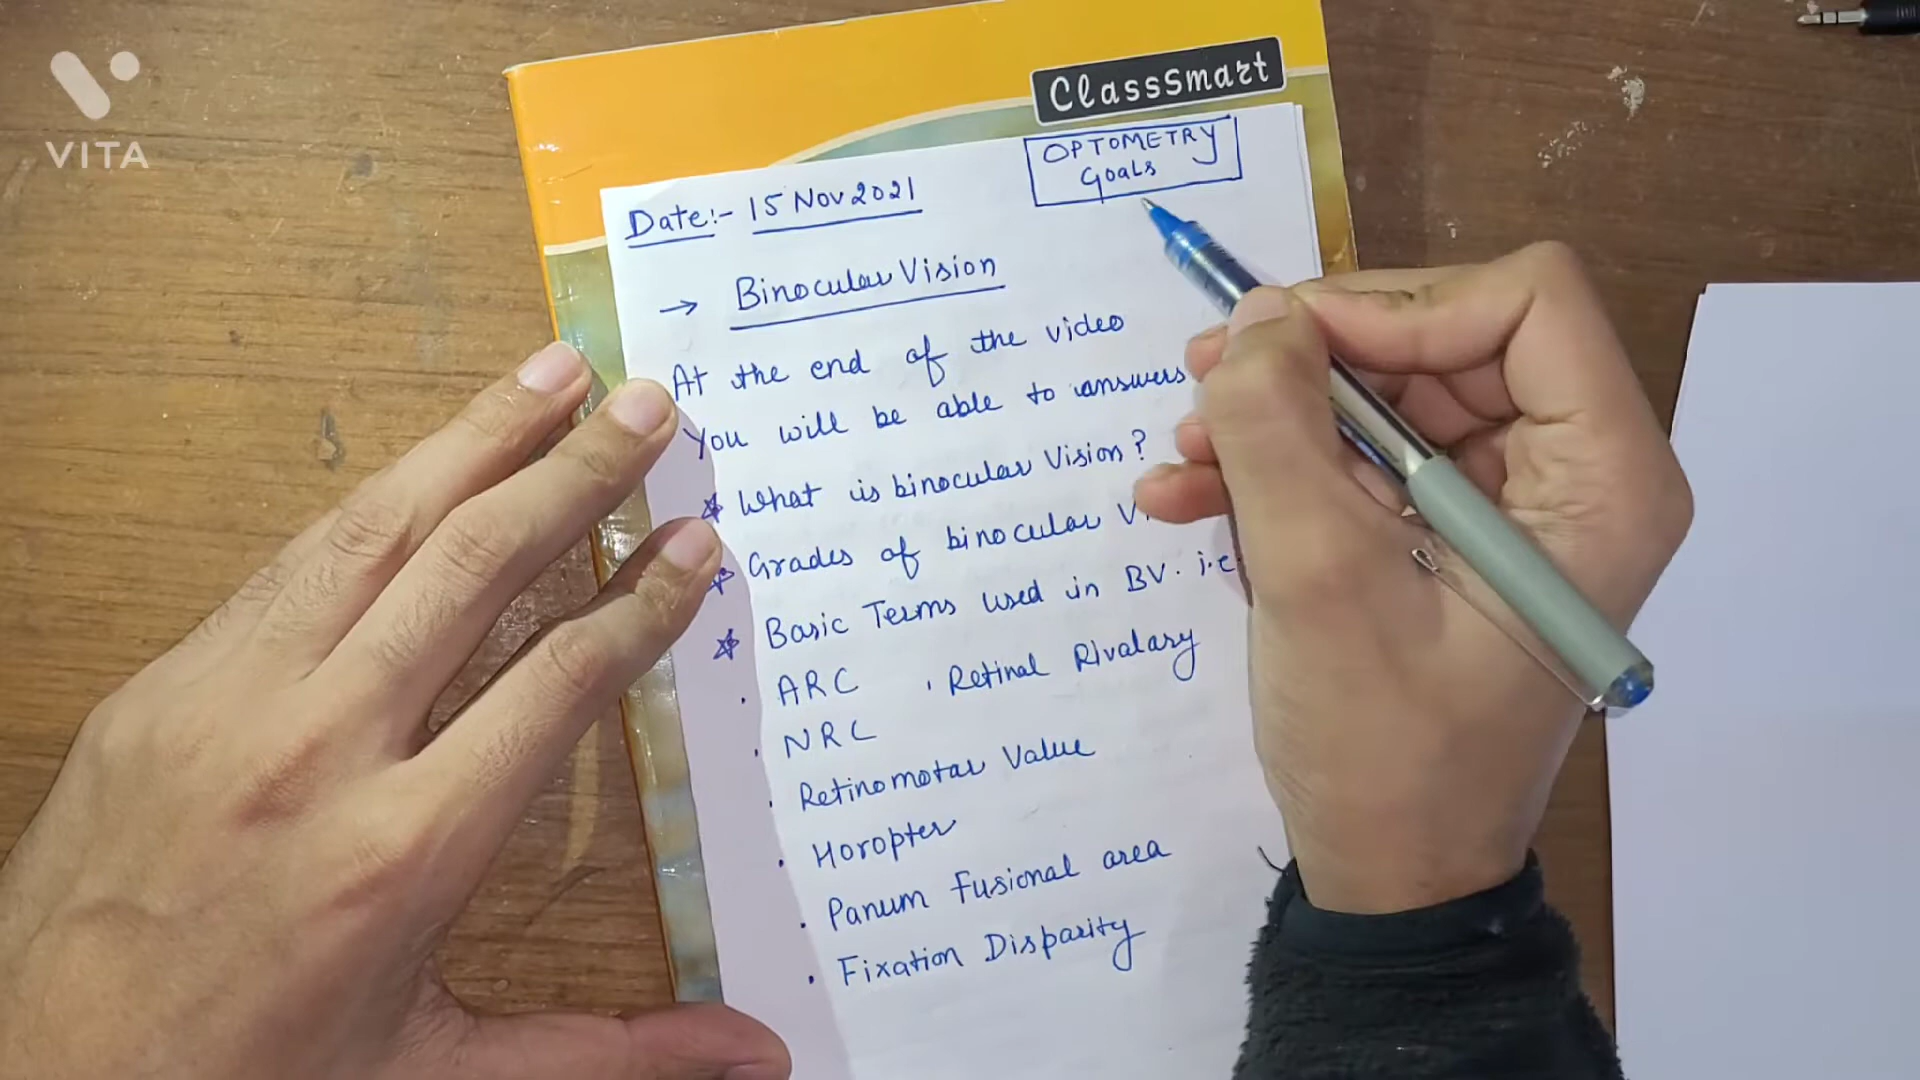 VITA
ClassSmart
OPTOMETRY
Goals
Date:- 15 Nov 2021
→ Binocular Vision
At the end of the video
You will be able to answers
What is binocular Vision?
Grades of binocular
Basic Terms used in BV. i.e.
. ARC . Retinal Rivalary
. NRC
. Retinomotar Value
. Horopter
. Panum Fusional area
. Fixation Disparity